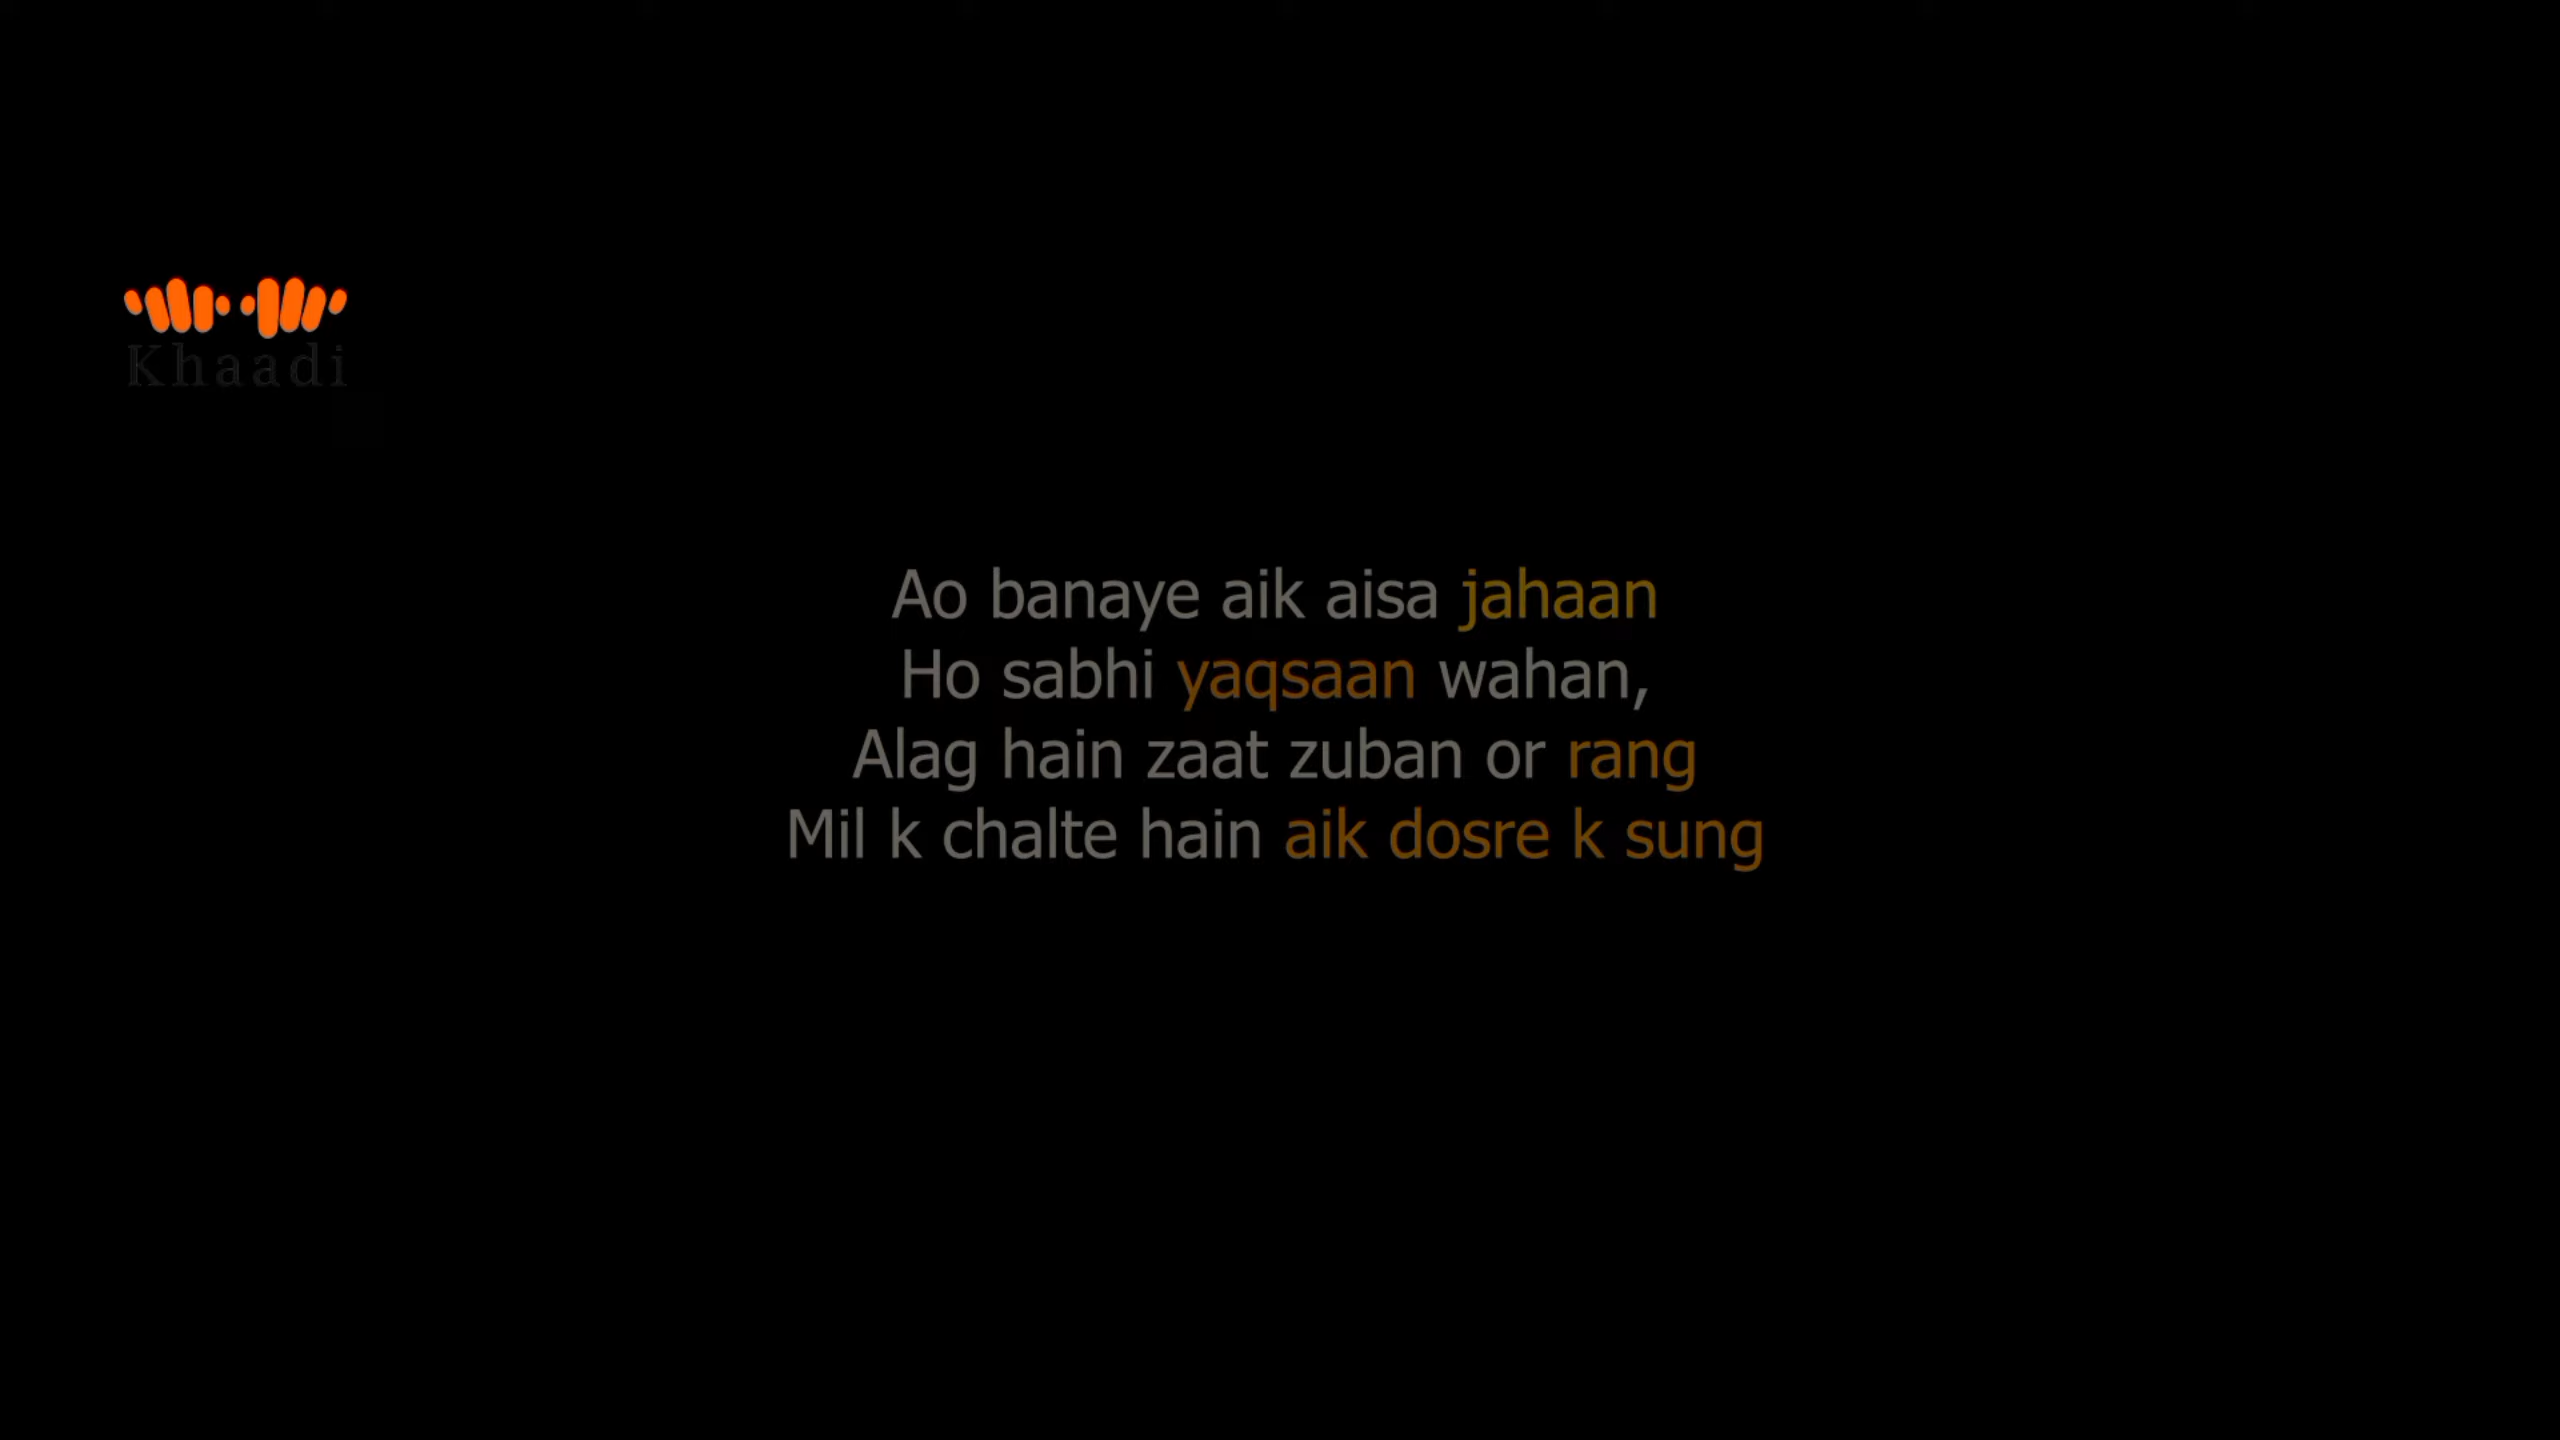 Khaadi
Ao banaye aik aisa jahaan
Ho sabhi yaqsaan wahan,
Alag hain zaat zuban or rang
Mil k chalte hain aik dosre k sung